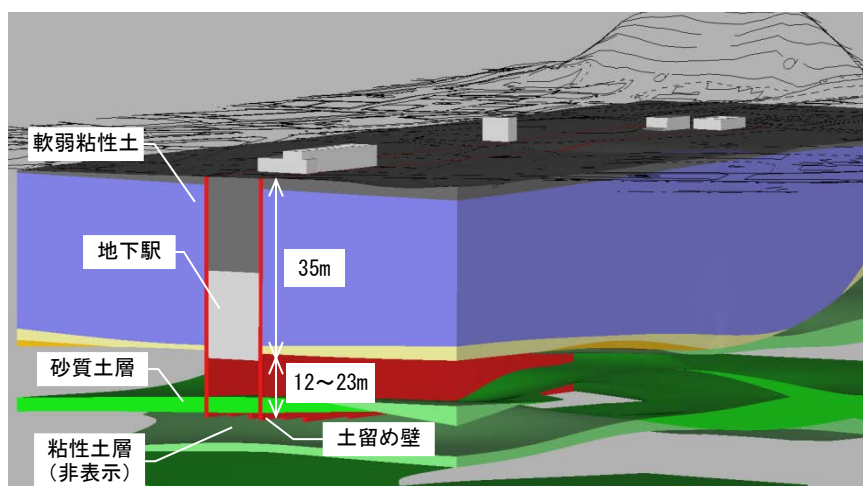 軟弱粘性土
地下駅
35m
砂質土層
12～23m
土留め壁
粘性土層
（非表示）